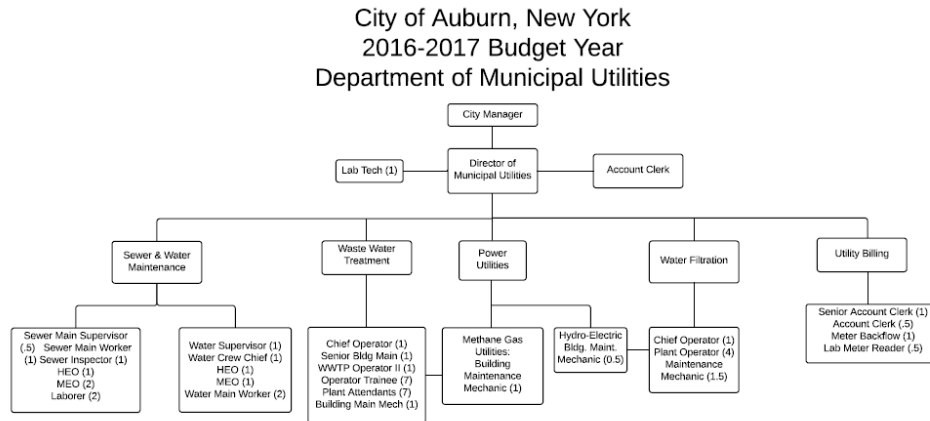 City of Auburn, New York
2016-2017 Budget Year
Department of Municipal Utilities
City Manager
Lab Tech (1)
Director of
Municipal Utilities
Account Clerk
Sewer & Water
Maintenance
Waste Water
Treatment
Power
Utilities
Water Filtration
Utility Billing
Sewer Main Supervisor
(.5) Sewer Main Worker
(1) Sewer Inspector (1)
HEO (1)
MEO (2)
Laborer (2)
Water Supervisor (1)
Water Crew Chief (1)
HEO (1)
MEO (1)
Water Main Worker (2)
Chief Operator (1)
Senior Bldg Main (1)
WWTP Operator II (1)
Operator Trainee (7)
Plant Attendants (7)
Building Main Mech (1)
Methane Gas
Utilities:
Building
Maintenance
Mechanic (1)
Hydro-Electric
Bldg. Maint.
Mechanic (0.5)
Chief Operator (1)
Plant Operator (4)
Maintenance
Mechanic (1.5)
Senior Account Clerk (1)
Account Clerk (.5)
Meter Backflow (1)
Lab Meter Reader (.5)